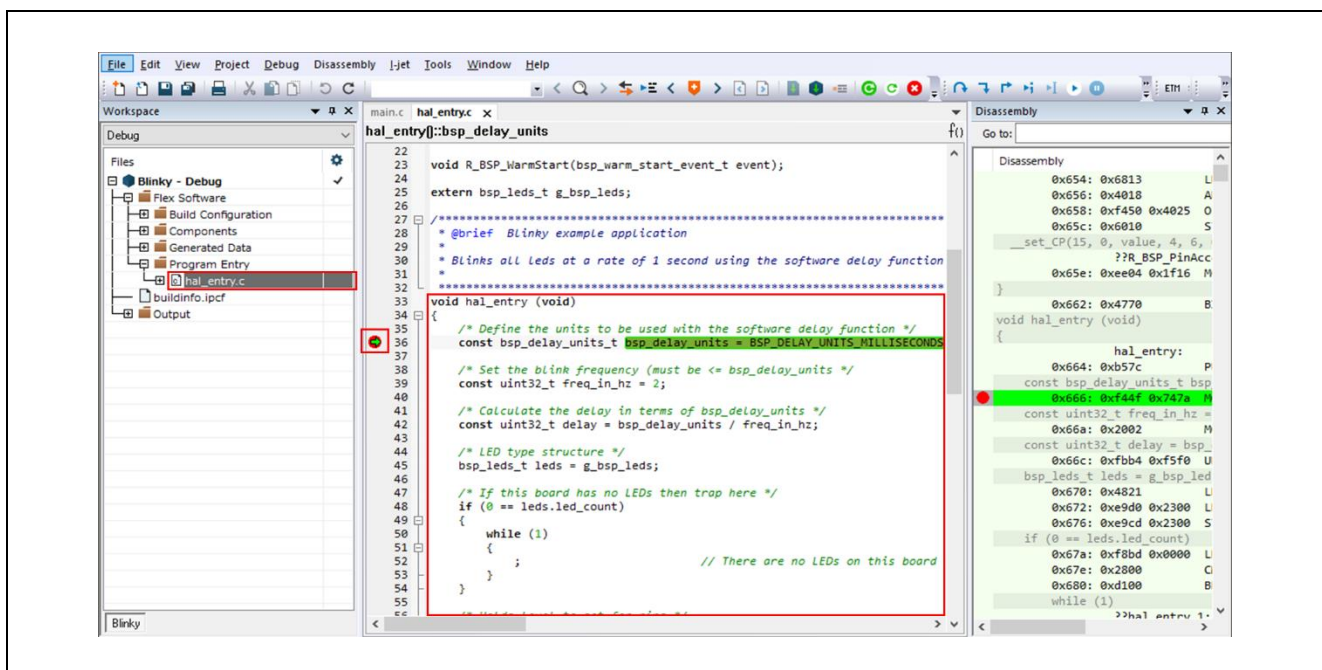 File Edit View Project Debug Disassembly I-jet Tools Window Help
ETM
Workspace
Debug
Files
Blinky - Debug
Flex Software
Build Configuration
Components
Generated Data
Program Entry
hal_entry.c
buildinfo.ipcf
Output
Blinky
main.c hal_entry.c x
hal_entry()::bsp_delay_units
f()
22
23 void R_BSP_WarmStart(bsp_warm_start_event_t event);
24
25 extern bsp_leds_t g_bsp_leds;
26
27 /*************************************************************************
28 * @brief Blinky example application
29 *
30 * Blinks all leds at a rate of 1 second using the software delay function
31 *
32 *************************************************************************
33 void hal_entry (void)
34 {
35 /* Define the units to be used with the software delay function */
36 const bsp_delay_units_t bsp_delay_units = BSP_DELAY_UNITS_MILLISECONDS
37
38 /* Set the blink frequency (must be <= bsp_delay_units */
39 const uint32_t freq_in_hz = 2;
40
41 /* Calculate the delay in terms of bsp_delay_units */
42 const uint32_t delay = bsp_delay_units / freq_in_hz;
43
44 /* LED type structure */
45 bsp_leds_t leds = g_bsp_leds;
46
47 /* If this board has no LEDs then trap here */
48 if (0 == leds.led_count)
49 {
50 while (1)
51 {
52 ; // There are no LEDs on this board
53 }
54 }
55
Disassembly
Go to:
Disassembly
0x654: 0x6813 L
0x656: 0x4018 A
0x658: 0xf450 0x4025 O
0x65c: 0x6010 S
__set_CP(15, 0, value, 4, 6,
??R_BSP_PinAcc
0x65e: 0xee04 0x1f16 M
}
0x662: 0x4770 B
void hal_entry (void)
{
hal_entry:
0x664: 0xb57c P
const bsp_delay_units_t bsp
0x666: 0xf44f 0x747a M
const uint32_t freq_in_hz =
0x66a: 0x2002 M
const uint32_t delay = bsp_
0x66c: 0xfbb4 0xf5f0 U
bsp_leds_t leds = g_bsp_led
0x670: 0x4821 L
0x672: 0xe9d0 0x2300 L
0x676: 0xe9cd 0x2300 S
if (0 == leds.led_count)
0x67a: 0xf8bd 0x0000 L
0x67e: 0x2800 C
0x680: 0xd100 B
while (1)
??hal_entry_1: